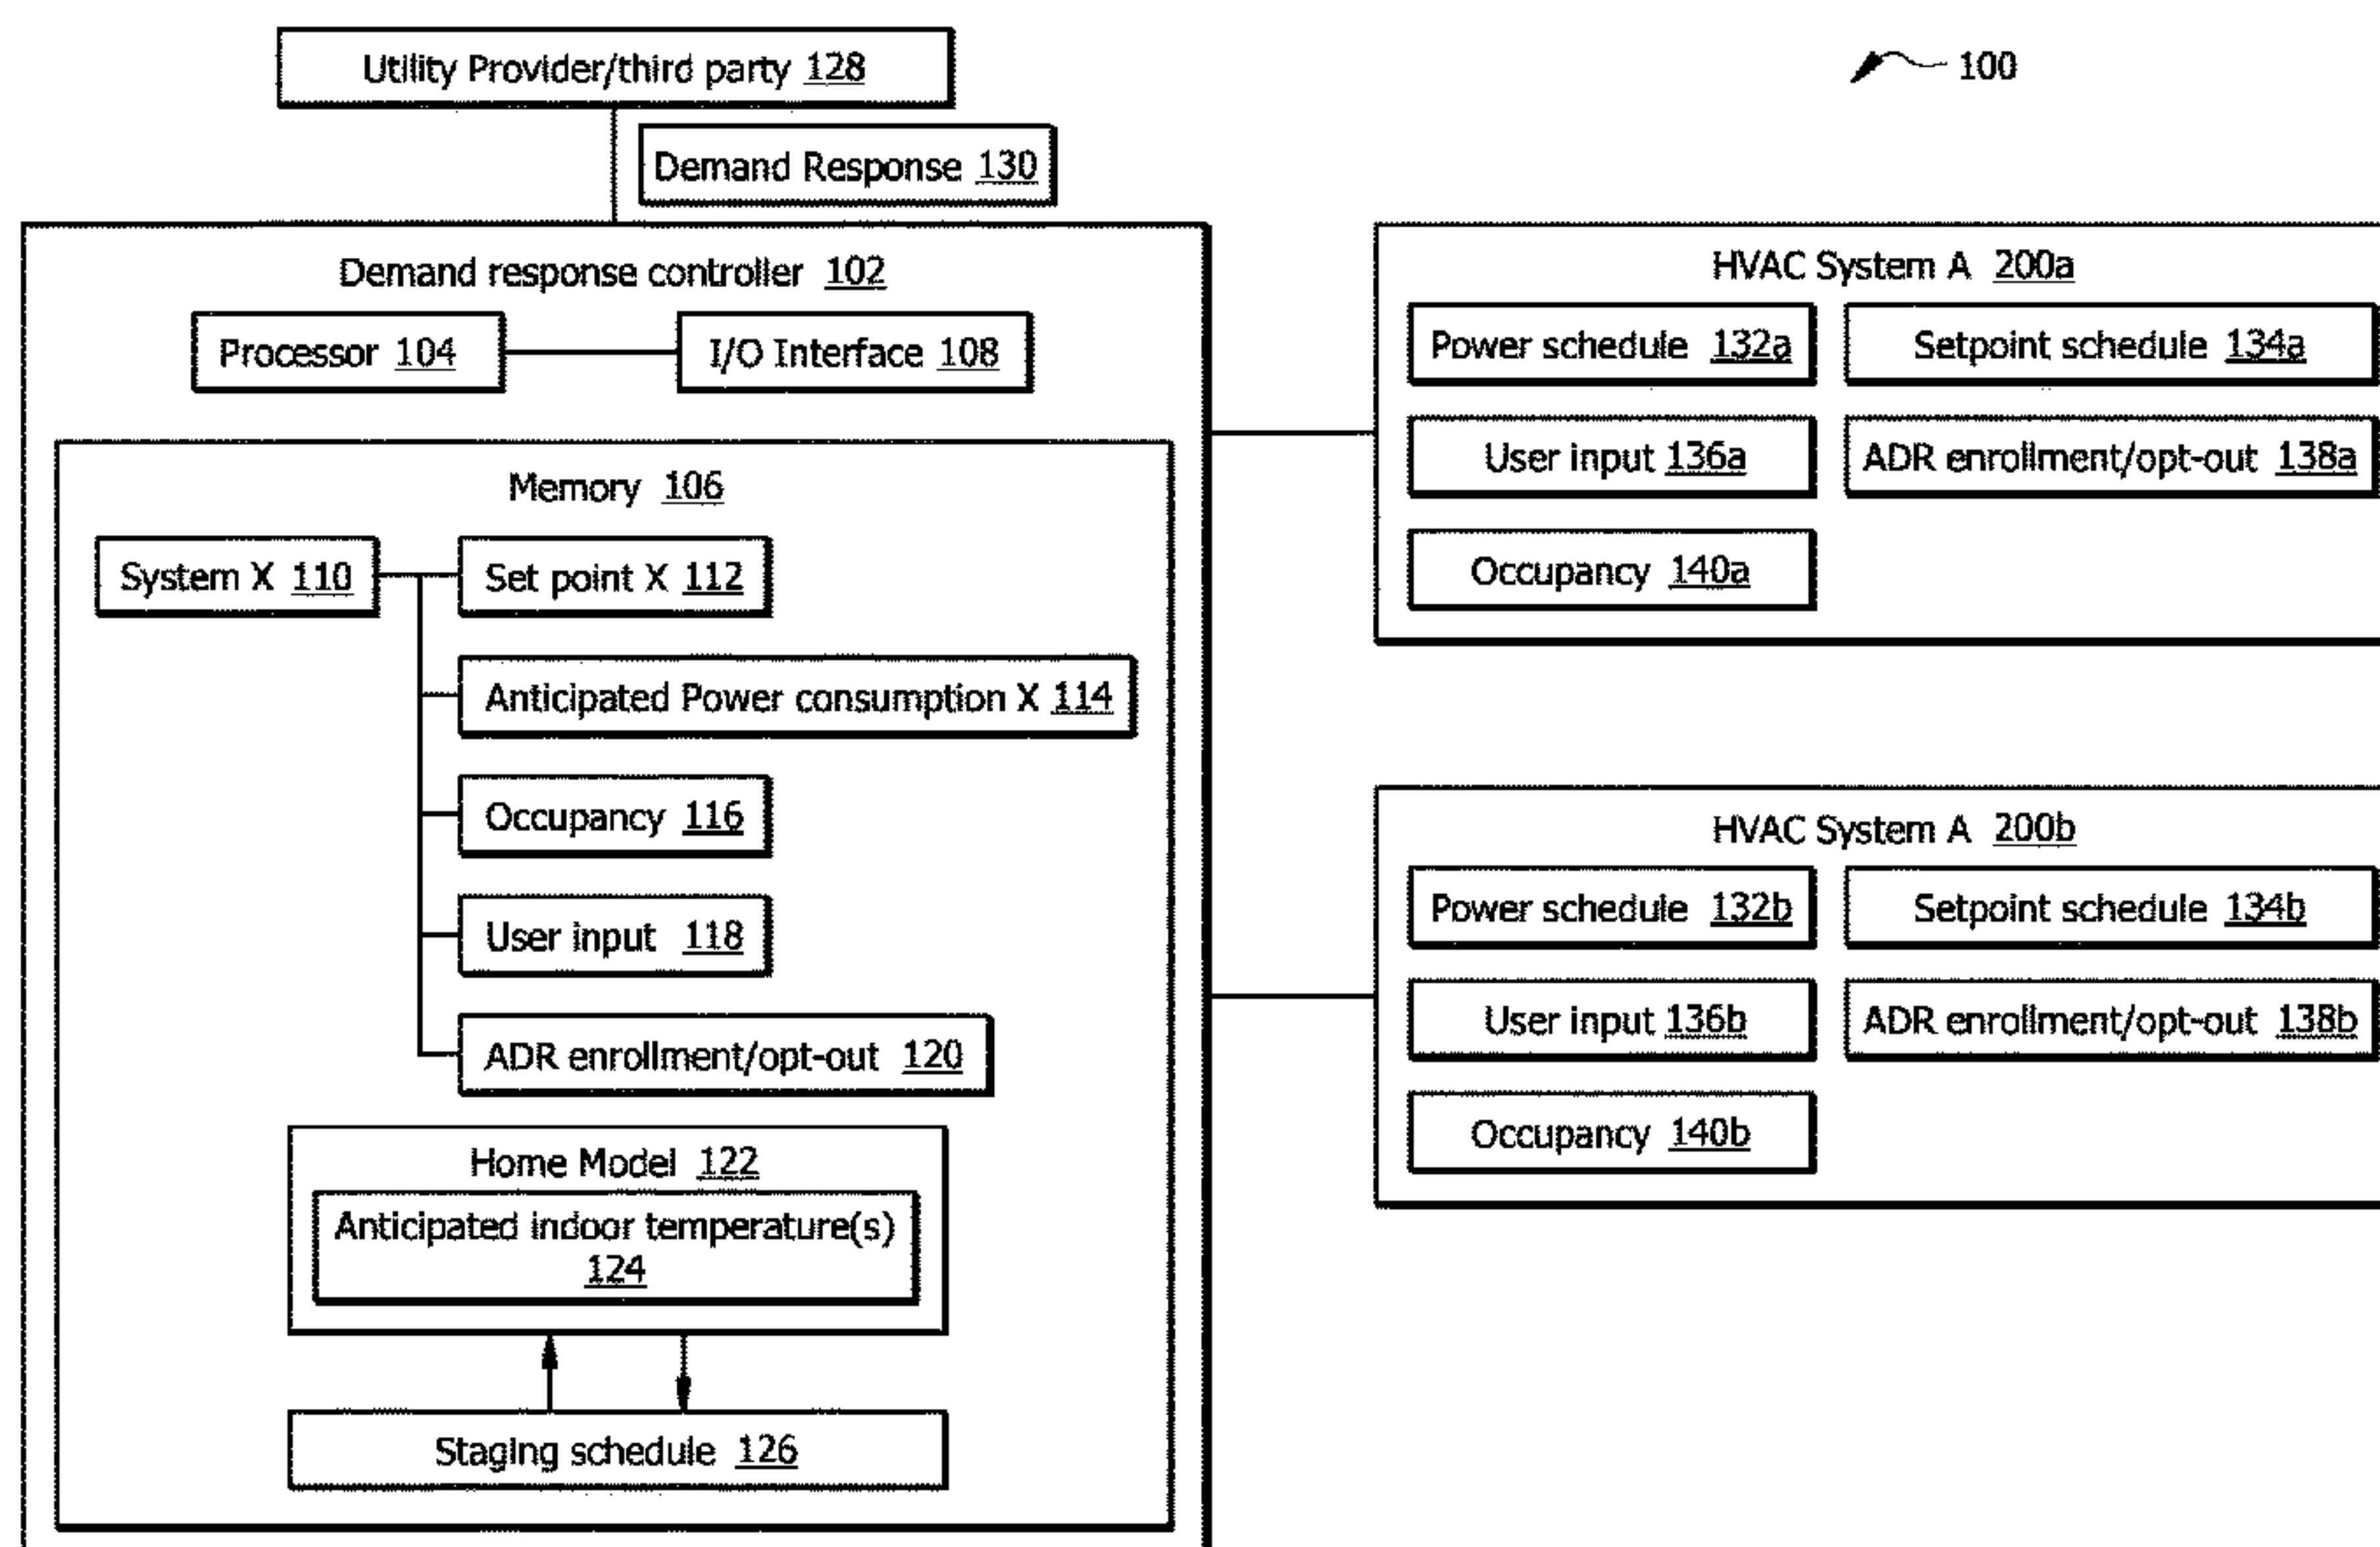 Utility Provider/third party 128
100
Demand Response 130
Demand response controller 102
Processor 104
I/O Interface 108
Memory 106
System X 110
Set point X 112
Anticipated Power consumption X 114
Occupancy 116
User input 118
ADR enrollment/opt-out 120
Home Model 122
Anticipated indoor temperature(s)
124
Staging schedule 126
HVAC System A 200a
Power schedule 132a
Setpoint schedule 134a
User input 136a
ADR enrollment/opt-out 138a
Occupancy 140a
HVAC System A 200b
Power schedule 132b
Setpoint schedule 134b
User input 136b
ADR enrollment/opt-out 138b
Occupancy 140b